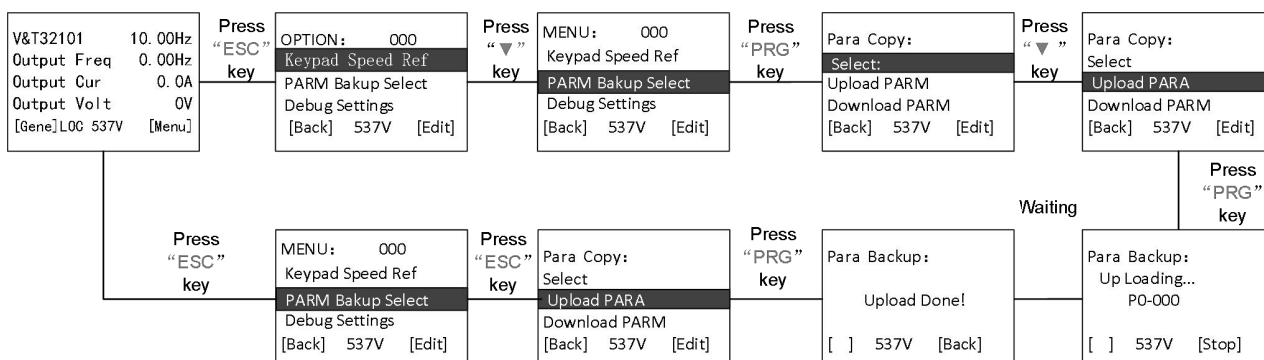 V&T32101 10.00Hz
Output Freq 0.00Hz
Output Cur 0.0A
Output Volt 0V
[Gene]LOC 537V [Menu]
Press
“ESC”
key
OPTION: 000
Keypad Speed Ref
PARM Bakup Select
Debug Settings
[Back] 537V [Edit]
Press
“▼”
key
MENU: 000
Keypad Speed Ref
PARM Bakup Select
Debug Settings
[Back] 537V [Edit]
Press
“PRG”
key
Para Copy:
Select:
Upload PARM
Download PARM
[Back] 537V [Edit]
Press
“▼ ”
key
Para Copy:
Select
Upload PARA
Download PARM
[Back] 537V [Edit]
Press
“PRG”
key
Waiting
Para Backup:
Up Loading...
P0-000
[ ] 537V [Stop]
Para Backup:
Upload Done!
[ ] 537V [Back]
Press
“PRG”
key
Para Copy:
Select
Upload PARA
Download PARM
[Back] 537V [Edit]
Press
“ESC”
key
MENU: 000
Keypad Speed Ref
PARM Bakup Select
Debug Settings
[Back] 537V [Edit]
Press
“ESC”
key